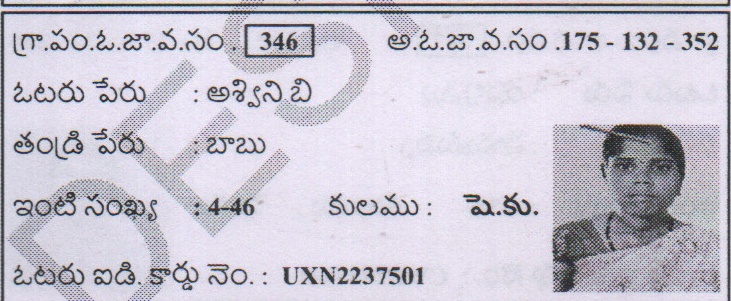 గ్రా.పం.ఓ.జా.వ.సం. 346 అ.ఓ.జా.వ.సం .175 - 132 - 352
ఓటరు పేరు : అశ్విని బి
తండ్రి పేరు : బాబు
ఇంటి సంఖ్య : 4-46 కులము : షె.కు.
ఓటరు ఐడి. కార్డు నెం. : UXN2237501